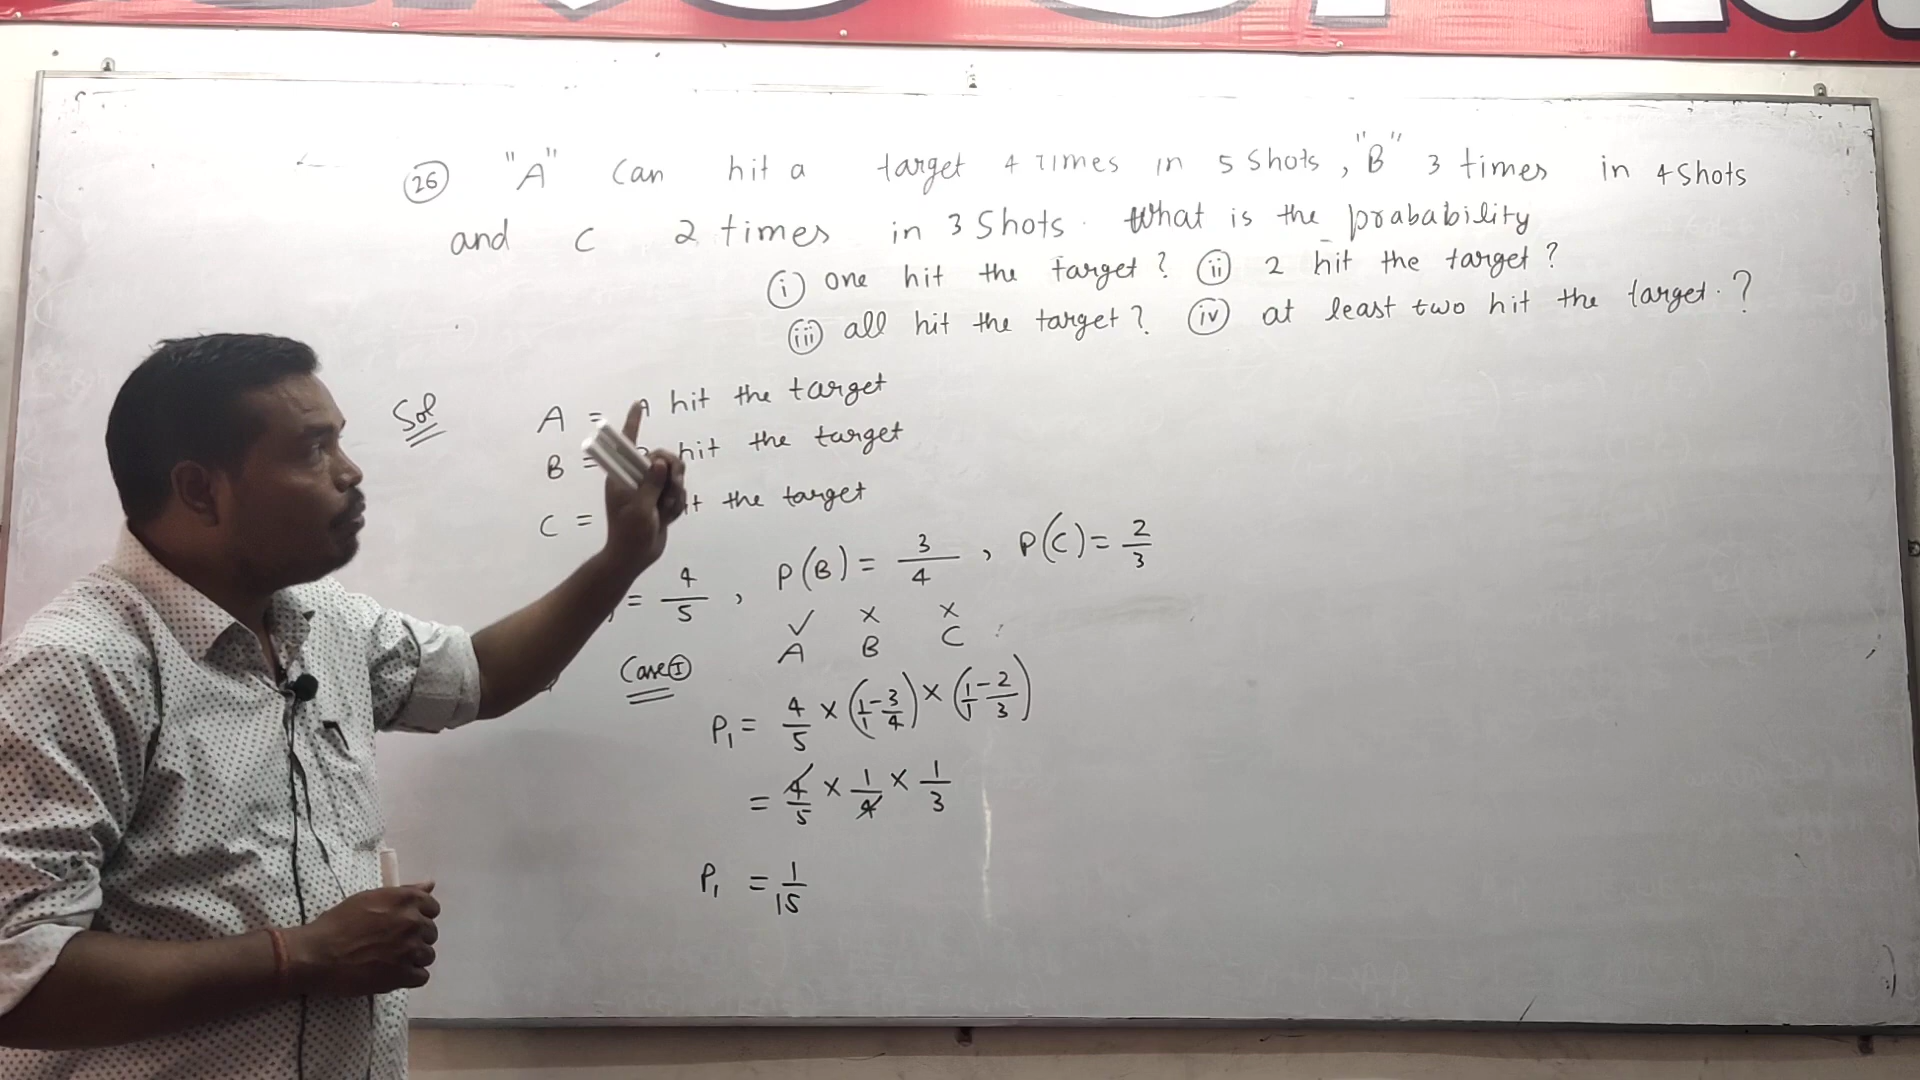 26 "A" Can hit a target 4 times in 5 shots, "B" 3 times in 4 shots
and C 2 times in 3 Shots. What is the prabability
(i) one hit the target? (ii) 2 hit the target?
(iii) all hit the target? (iv) at least two hit the target.?
Sol
A = A hit the target
B = hit the target
C = the target
= 4/5, P(B) = 3/4, P(C) = 2/3
✓ × ×
A B C
Case I
P₁ = 4/5 × (1/1 - 3/4) × (1/1 - 2/3)
= 4/5 × 1/4 × 1/3
P₁ = 1/15